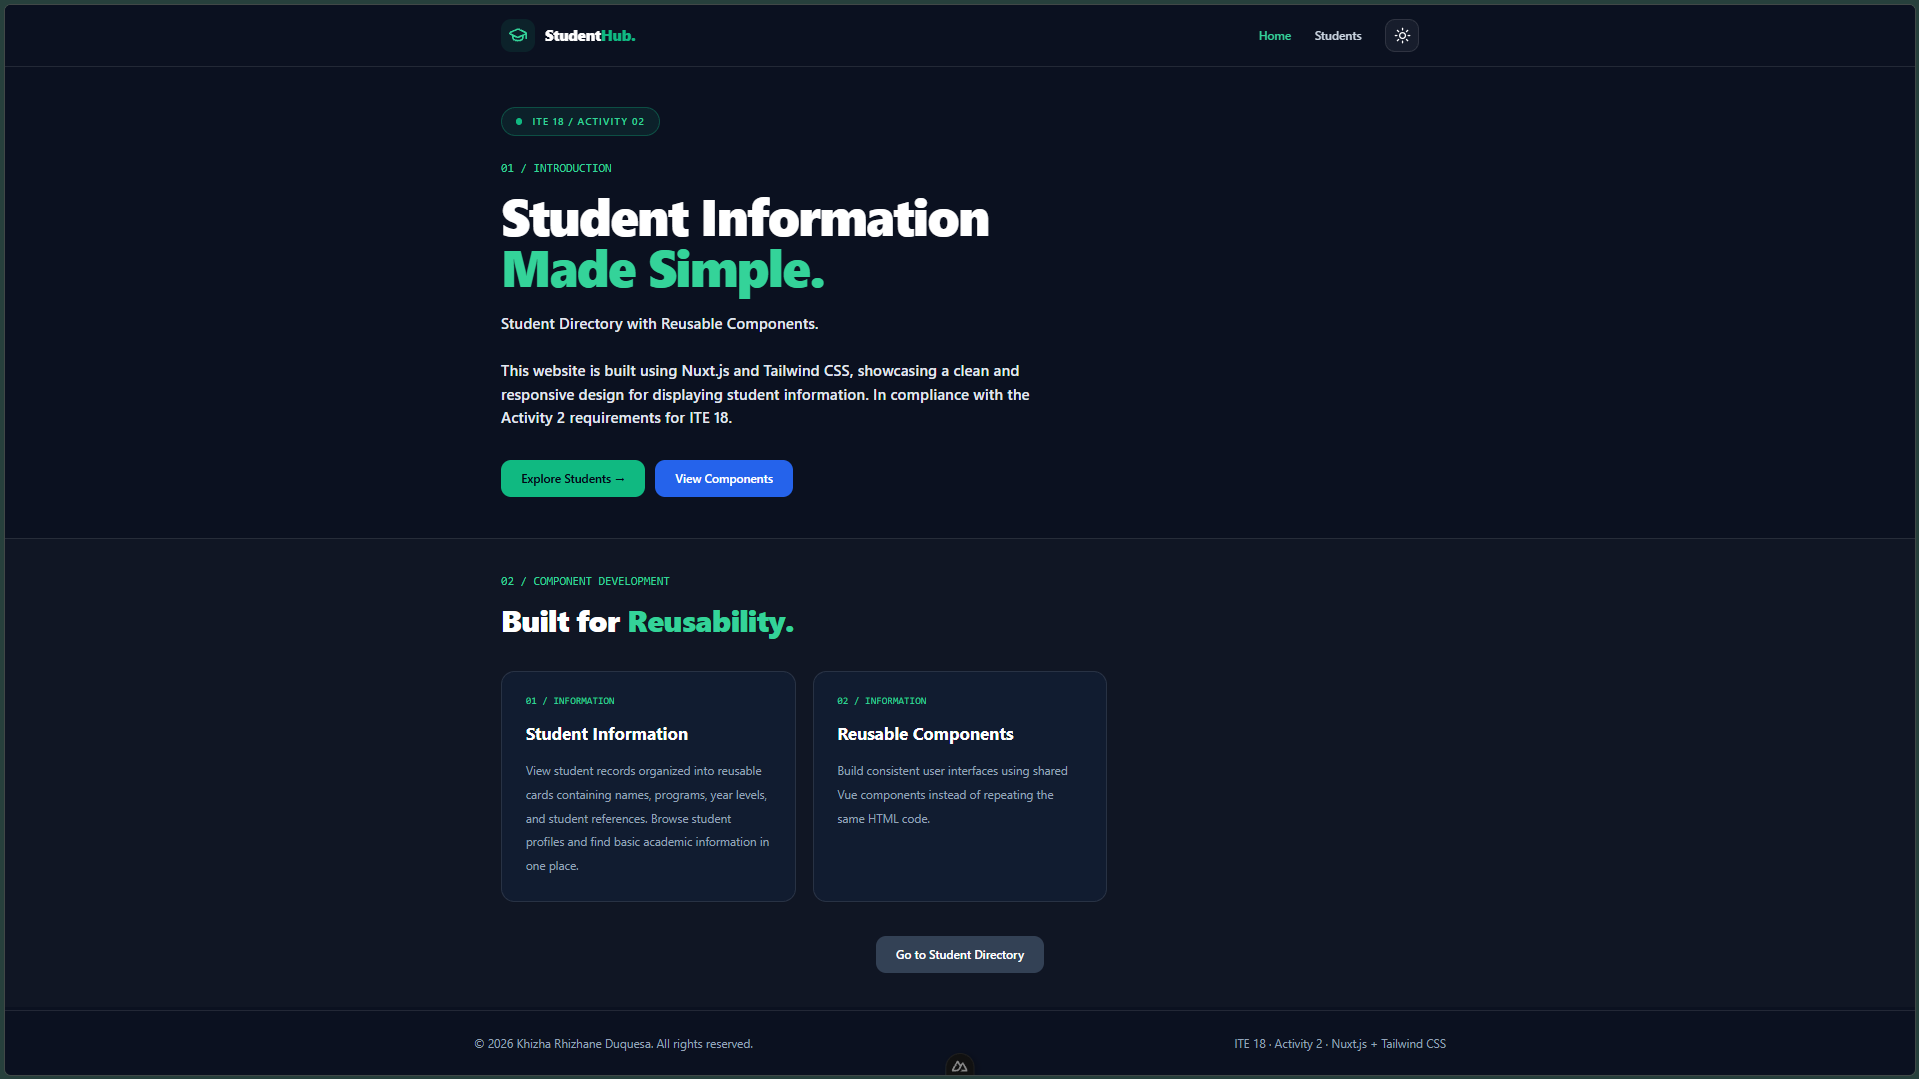 StudentHub.
Home
Students
ITE 18 / ACTIVITY 02
01 / INTRODUCTION
Student Information
Made Simple.
Student Directory with Reusable Components.
This website is built using Nuxt.js and Tailwind CSS, showcasing a clean and
responsive design for displaying student information. In compliance with the
Activity 2 requirements for ITE 18.
Explore Students →
View Components
02 / COMPONENT DEVELOPMENT
Built for Reusability.
01 / INFORMATION
Student Information
View student records organized into reusable
cards containing names, programs, year levels,
and student references. Browse student
profiles and find basic academic information in
one place.
02 / INFORMATION
Reusable Components
Build consistent user interfaces using shared
Vue components instead of repeating the
same HTML code.
Go to Student Directory
© 2026 Khizha Rhizhane Duquesa. All rights reserved.
ITE 18 · Activity 2 · Nuxt.js + Tailwind CSS